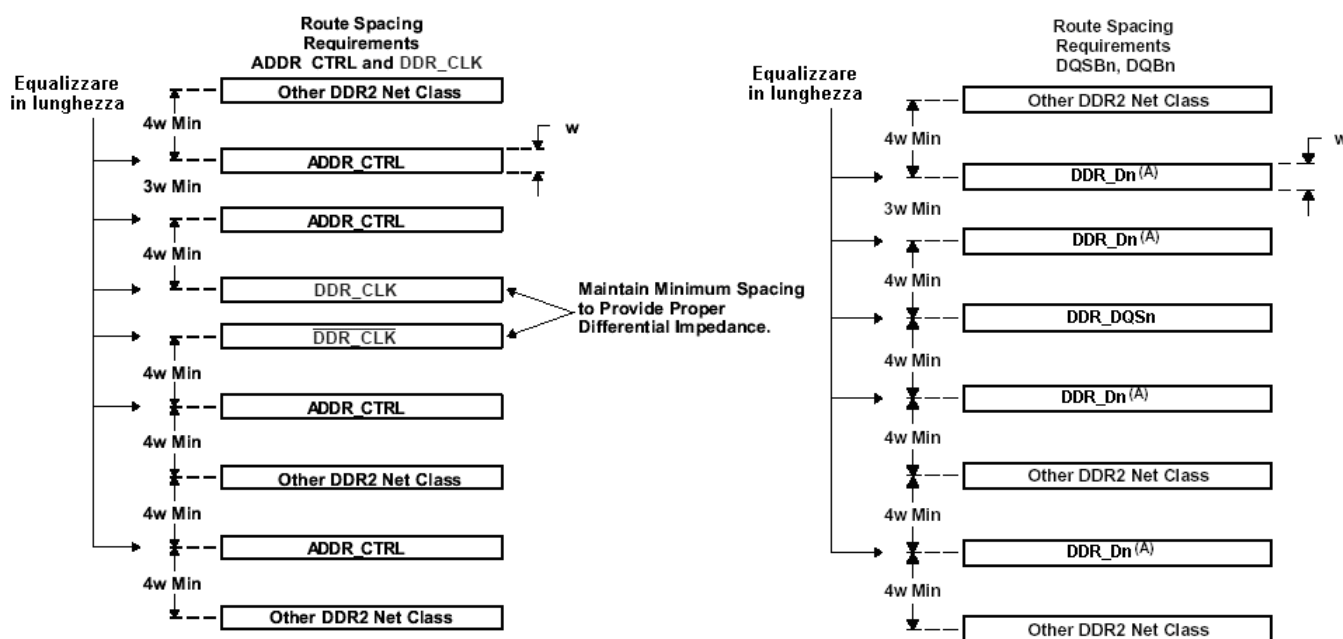 Route Spacing
Requirements
ADDR_CTRL and DDR_CLK
Equalizzare
in lunghezza
Other DDR2 Net Class
4w Min
w
ADDR_CTRL
3w Min
ADDR_CTRL
4w Min
DDR_CLK
Maintain Minimum Spacing
to Provide Proper
Differential Impedance.
DDR_CLK
4w Min
ADDR_CTRL
4w Min
Other DDR2 Net Class
4w Min
ADDR_CTRL
4w Min
Other DDR2 Net Class
Route Spacing
Requirements
DQSBn, DQBn
Equalizzare
in lunghezza
Other DDR2 Net Class
4w Min
w
DDR_Dn (A)
3w Min
DDR_Dn (A)
4w Min
DDR_DQSn
4w Min
DDR_Dn (A)
4w Min
Other DDR2 Net Class
4w Min
DDR_Dn (A)
4w Min
Other DDR2 Net Class